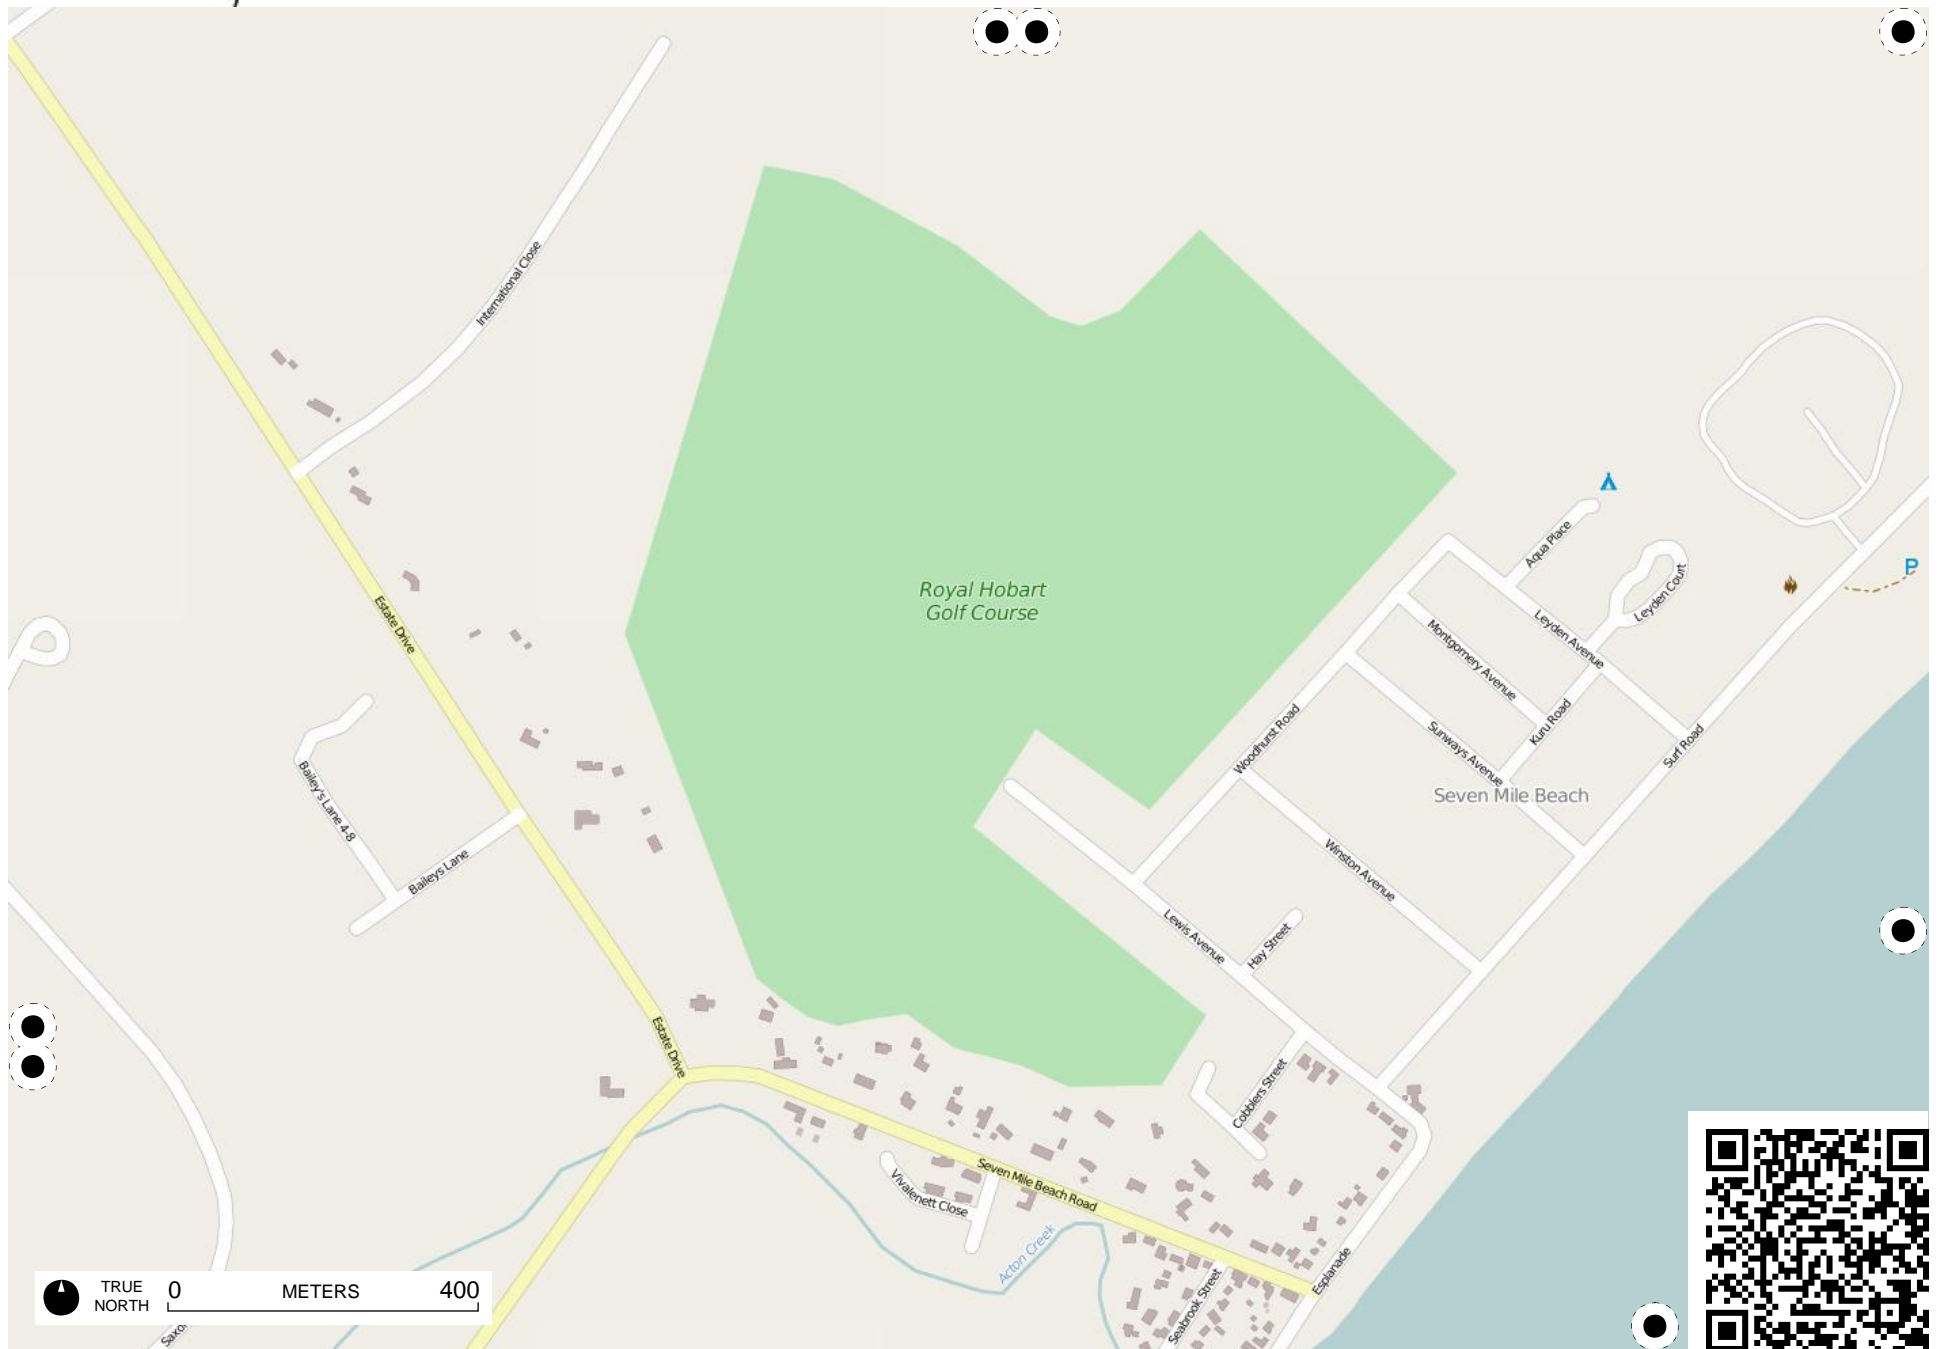 International Close
Estate Drive
Royal Hobart
Golf Course
Aqua Place
Leyden Court
Leyden Avenue
Montgomery Avenue
Kuru Road
Sunways Avenue
Woodhurst Road
Surf Road
Seven Mile Beach
P
Bailey's Lane 4-8
Baileys Lane
Winston Avenue
Lewis Avenue
Hay Street
Estate Drive
Cobblers Street
Seven Mile Beach Road
Vivalenett Close
Acton Creek
Esplanade
Seabrook Street
TRUE
NORTH
0 METERS 400